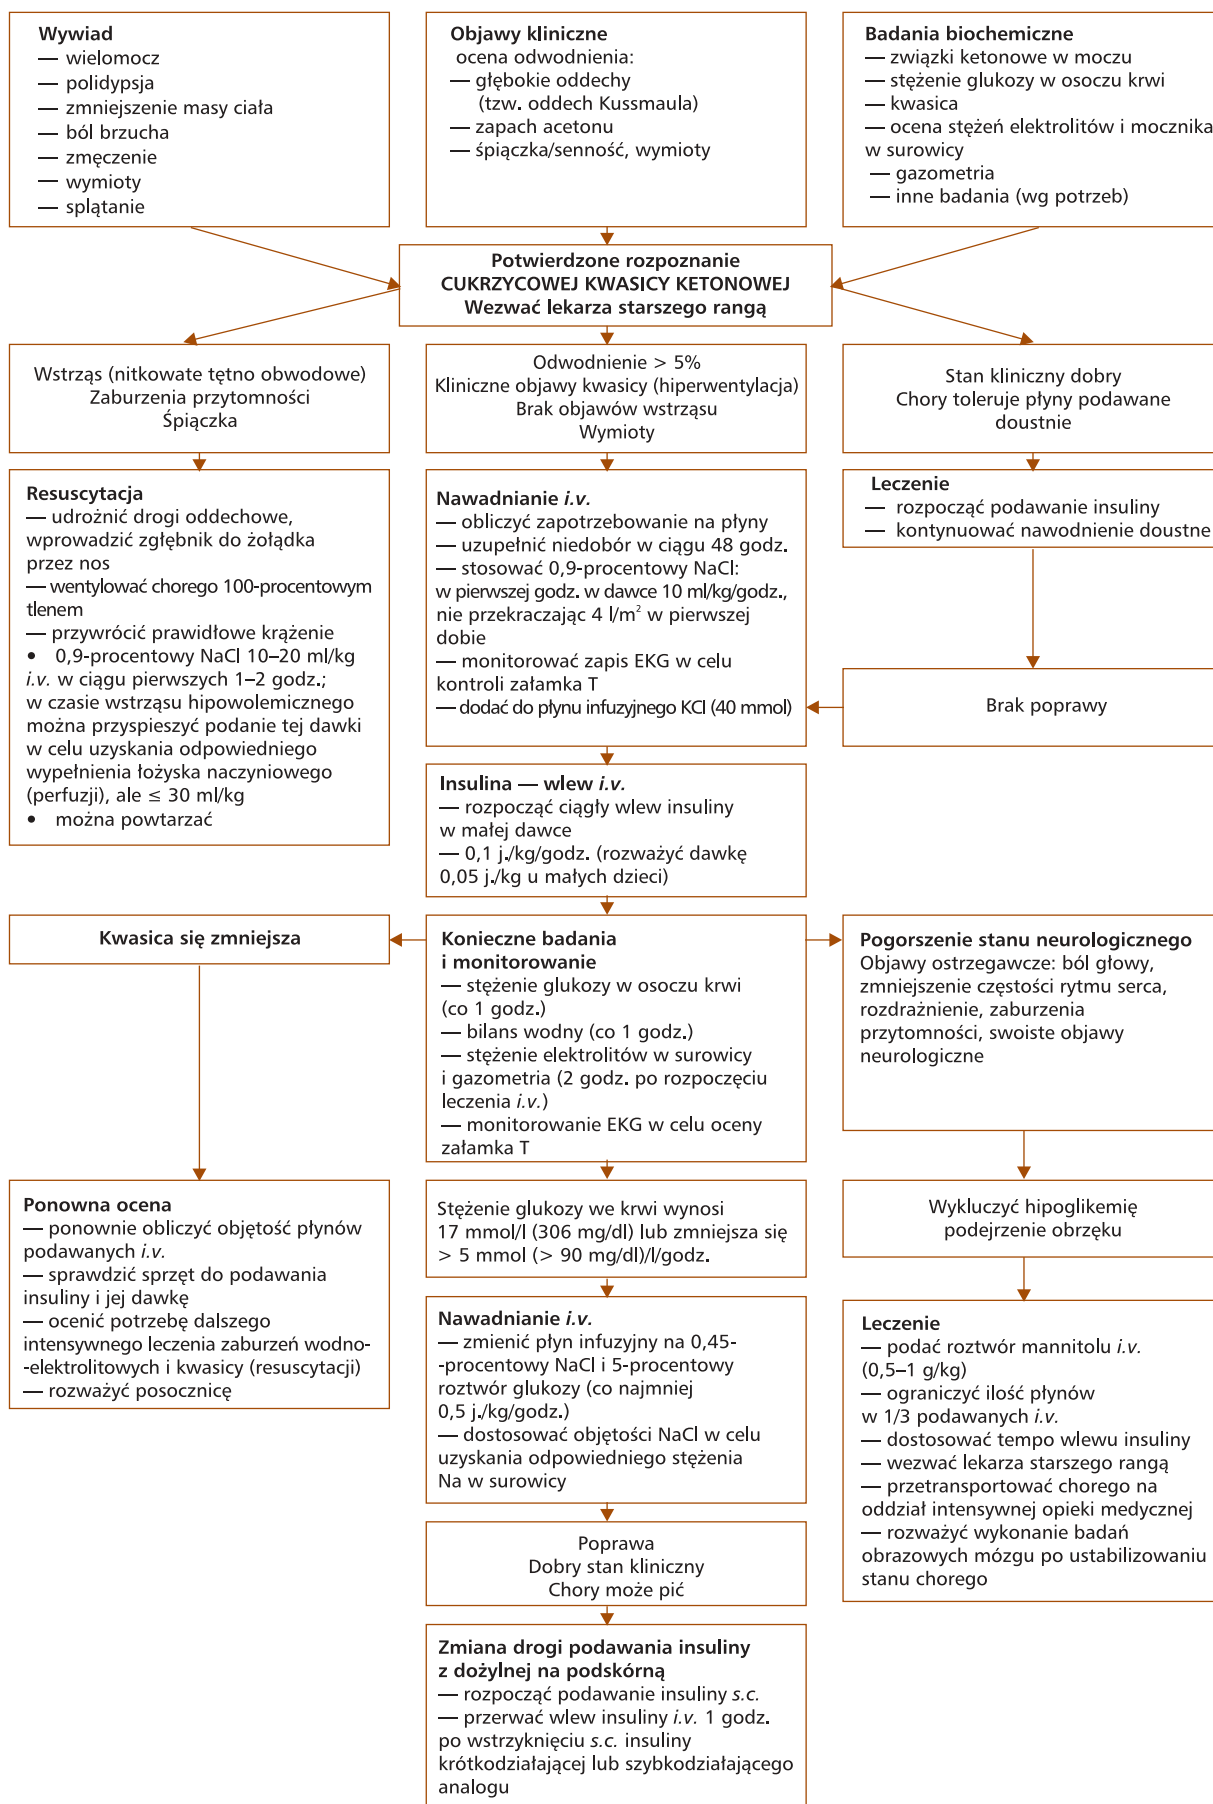 Wywiad
— wielomocz
— polidypsja
— zmniejszenie masy ciała
— ból brzucha
— zmęczenie
— wymioty
— splątanie
Objawy kliniczne
ocena odwodnienia:
— głębokie oddechy
(tzw. oddech Kussmaula)
— zapach acetonu
— śpiączka/senność, wymioty
Badania biochemiczne
— związki ketonowe w moczu
— stężenie glukozy w osoczu krwi
— kwasica
— ocena stężeń elektrolitów i mocznika
w surowicy
— gazometria
— inne badania (wg potrzeb)
Potwierdzone rozpoznanie
CUKRZYCOWEJ KWASICY KETONOWEJ
Wezwać lekarza starszego rangą
Wstrząs (nitkowate tętno obwodowe)
Zaburzenia przytomności
Śpiączka
Odwodnienie > 5%
Kliniczne objawy kwasicy (hiperwentylacja)
Brak objawów wstrząsu
Wymioty
Stan kliniczny dobry
Chory toleruje płyny podawane
doustnie
Resuscytacja
— udrożnić drogi oddechowe,
wprowadzić zgłębnik do żołądka
przez nos
— wentylować chorego 100-procentowym
tlenem
— przywrócić prawidłowe krążenie
• 0,9-procentowy NaCl 10–20 ml/kg
i.v. w ciągu pierwszych 1–2 godz.;
w czasie wstrząsu hipowolemicznego
można przyspieszyć podanie tej dawki
w celu uzyskania odpowiedniego
wypełnienia łożyska naczyniowego
(perfuzji), ale ≤ 30 ml/kg
• można powtarzać
Nawadnianie i.v.
— obliczyć zapotrzebowanie na płyny
— uzupełnić niedobór w ciągu 48 godz.
— stosować 0,9-procentowy NaCl:
w pierwszej godz. w dawce 10 ml/kg/godz.,
nie przekraczając 4 l/m² w pierwszej
dobie
— monitorować zapis EKG w celu
kontroli załamka T
— dodać do płynu infuzyjnego KCl (40 mmol)
Leczenie
— rozpocząć podawanie insuliny
— kontynuować nawodnienie doustne
Brak poprawy
Insulina — wlew i.v.
— rozpocząć ciągły wlew insuliny
w małej dawce
— 0,1 j./kg/godz. (rozważyć dawkę
0,05 j./kg u małych dzieci)
Kwasica się zmniejsza
Konieczne badania
i monitorowanie
— stężenie glukozy w osoczu krwi
(co 1 godz.)
— bilans wodny (co 1 godz.)
— stężenie elektrolitów w surowicy
i gazometria (2 godz. po rozpoczęciu
leczenia i.v.)
— monitorowanie EKG w celu oceny
załamka T
Pogorszenie stanu neurologicznego
Objawy ostrzegawcze: ból głowy,
zmniejszenie częstości rytmu serca,
rozdrażnienie, zaburzenia
przytomności, swoiste objawy
neurologiczne
Ponowna ocena
— ponownie obliczyć objętość płynów
podawanych i.v.
— sprawdzić sprzęt do podawania
insuliny i jej dawkę
— ocenić potrzebę dalszego
intensywnego leczenia zaburzeń wodno-
-elektrolitowych i kwasicy (resuscytacji)
— rozważyć posocznicę
Stężenie glukozy we krwi wynosi
17 mmol/l (306 mg/dl) lub zmniejsza się
> 5 mmol (> 90 mg/dl)/l/godz.
Wykluczyć hipoglikemię
podejrzenie obrzęku
Nawadnianie i.v.
— zmienić płyn infuzyjny na 0,45-
-procentowy NaCl i 5-procentowy
roztwór glukozy (co najmniej
0,5 j./kg/godz.)
— dostosować objętości NaCl w celu
uzyskania odpowiedniego stężenia
Na w surowicy
Leczenie
— podać roztwór mannitolu i.v.
(0,5–1 g/kg)
— ograniczyć ilość płynów
w 1/3 podawanych i.v.
— dostosować tempo wlewu insuliny
— wezwać lekarza starszego rangą
— przetransportować chorego na
oddział intensywnej opieki medycznej
— rozważyć wykonanie badań
obrazowych mózgu po ustabilizowaniu
stanu chorego
Poprawa
Dobry stan kliniczny
Chory może pić
Zmiana drogi podawania insuliny
z dożylnej na podskórną
— rozpocząć podawanie insuliny s.c.
— przerwać wlew insuliny i.v. 1 godz.
po wstrzyknięciu s.c. insuliny
krótkodziałającej lub szybkodziałającego
analogu